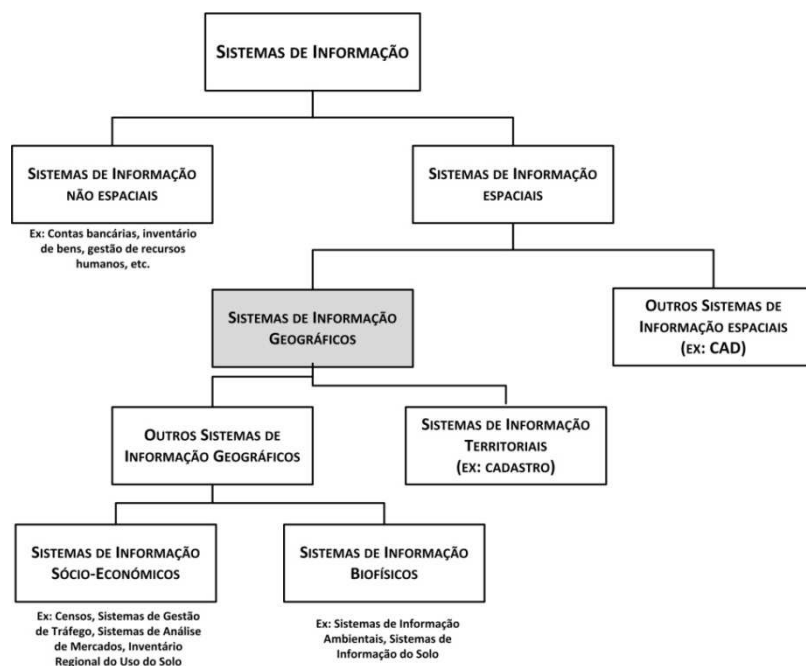 SISTEMAS DE INFORMAÇÃO
SISTEMAS DE INFORMAÇÃO
NÃO ESPACIAIS
SISTEMAS DE INFORMAÇÃO
ESPACIAIS
Ex: Contas bancárias, inventário
de bens, gestão de recursos
humanos, etc.
SISTEMAS DE INFORMAÇÃO
GEOGRÁFICOS
OUTROS SISTEMAS DE
INFORMAÇÃO ESPACIAIS
(EX: CAD)
OUTROS SISTEMAS DE
INFORMAÇÃO GEOGRÁFICOS
SISTEMAS DE INFORMAÇÃO
TERRITORIAIS
(EX: CADASTRO)
SISTEMAS DE INFORMAÇÃO
SÓCIO-ECONÓMICOS
SISTEMAS DE INFORMAÇÃO
BIOFÍSICOS
Ex: Censos, Sistemas de Gestão
de Tráfego, Sistemas de Análise
de Mercados, Inventário
Regional do Uso do Solo
Ex: Sistemas de Informação
Ambientais, Sistemas de
Informação do Solo